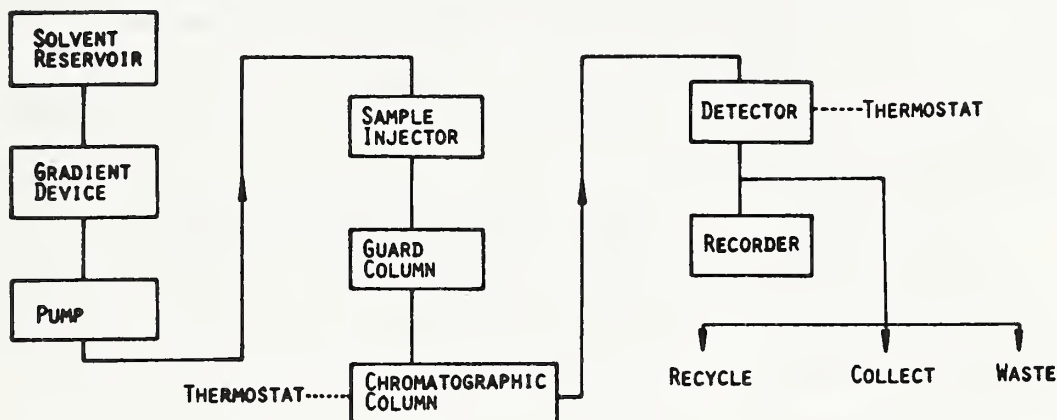 SOLVENT
RESERVOIR
GRADIENT
DEVICE
PUMP
SAMPLE
INJECTOR
GUARD
COLUMN
THERMOSTAT
CHROMATOGRAPHIC
COLUMN
DETECTOR
THERMOSTAT
RECORDER
RECYCLE
COLLECT
WASTE